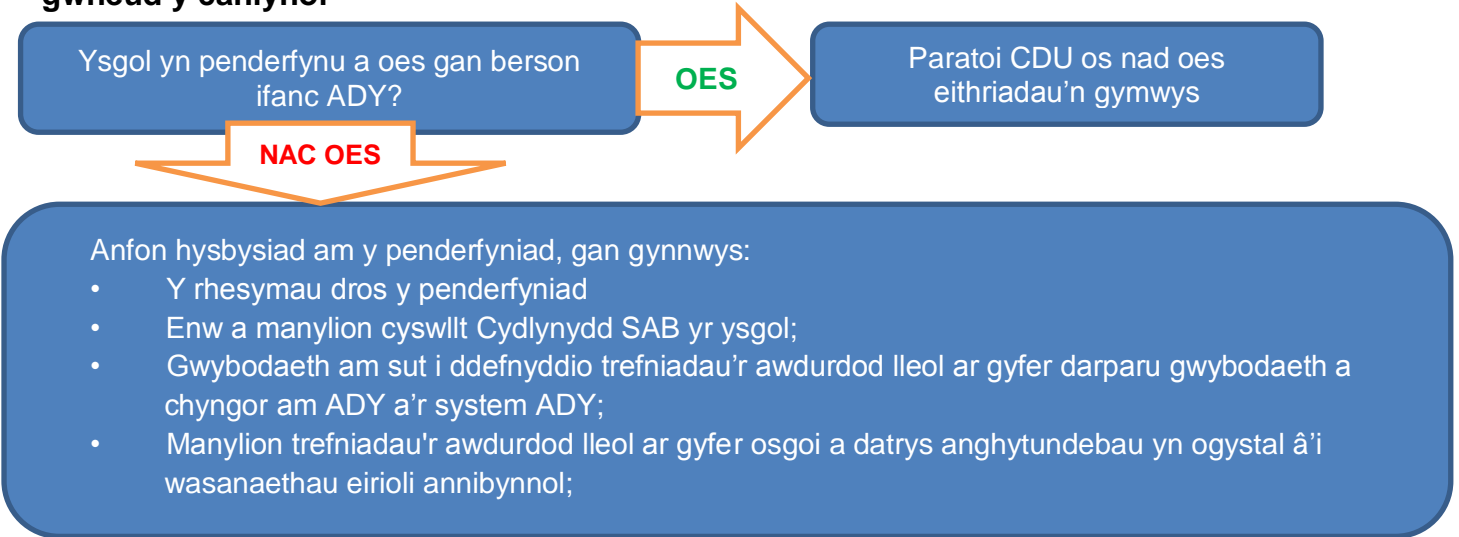 gwneud y canlynol
Ysgol yn penderfynu a oes gan berson
ifanc ADY?
OES
Paratoi CDU os nad oes
eithriadau’n gymwys
NAC OES
Anfon hysbysiad am y penderfyniad, gan gynnwys:
• Y rhesymau dros y penderfyniad
• Enw a manylion cyswllt Cydlynydd SAB yr ysgol;
• Gwybodaeth am sut i ddefnyddio trefniadau’r awdurdod lleol ar gyfer darparu gwybodaeth a
chyngor am ADY a’r system ADY;
• Manylion trefniadau'r awdurdod lleol ar gyfer osgoi a datrys anghytundebau yn ogystal â’i
wasanaethau eirioli annibynnol;